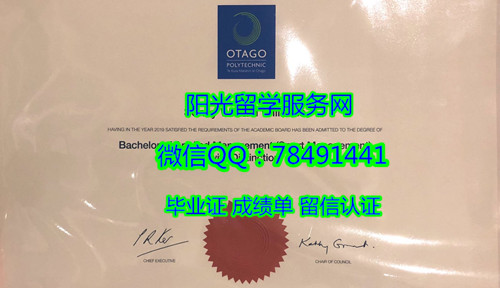 OTAGO
POLYTECHNIC
阳光留学服务网
HAVING IN THE YEAR 2016 SATISFIED THE REQUIREMENTS OF THE ACADEMIC BOARD HAS BEEN ADMITTED TO THE DEGREE OF
Bachelor
微信QQ：78491441
毕业证 成绩单 留信认证
CHIEF EXECUTIVE
CHAIR OF COUNCIL